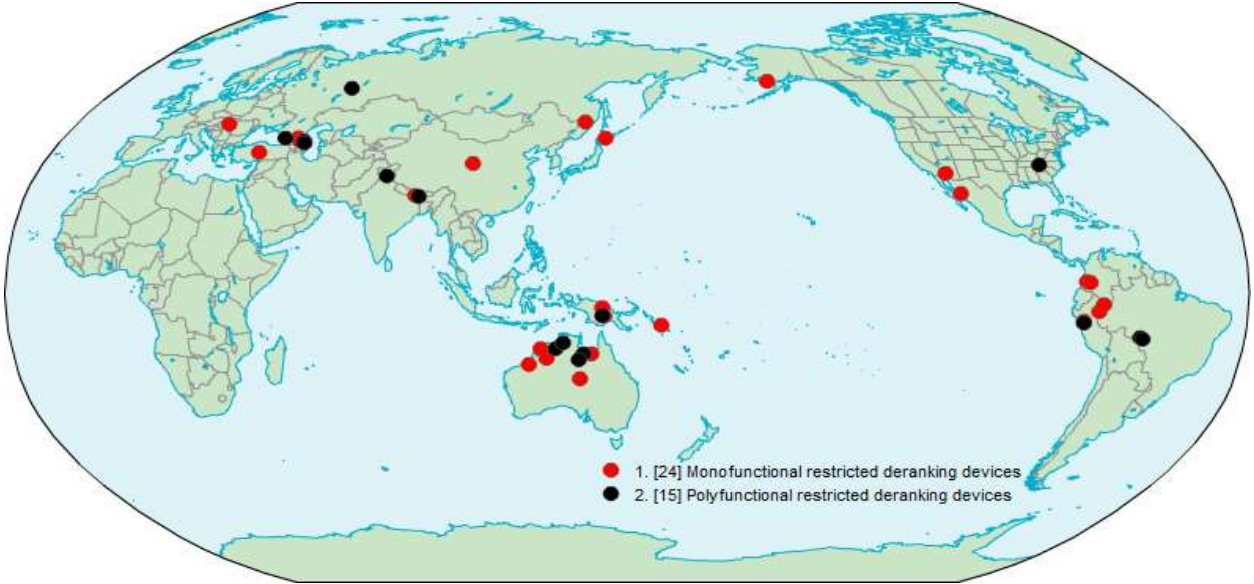 1. [24] Monofunctional restricted deranking devices
2. [15] Polyfunctional restricted deranking devices